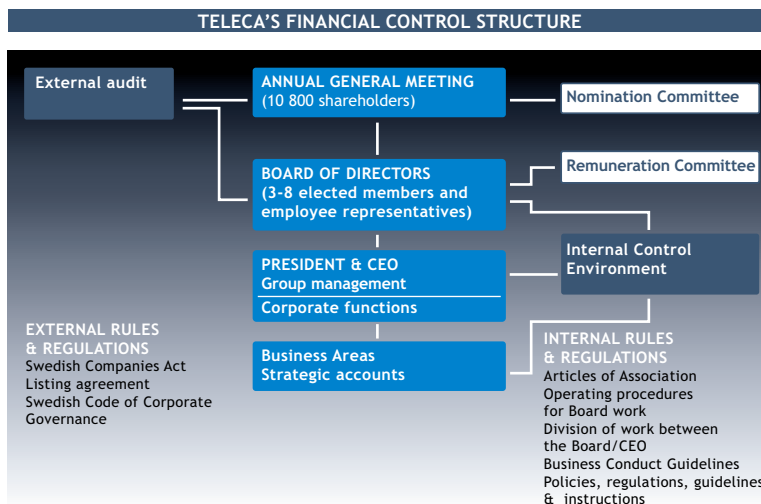 TELECA'S FINANCIAL CONTROL STRUCTURE
External audit
ANNUAL GENERAL MEETING
(10 800 shareholders)
Nomination Committee
BOARD OF DIRECTORS
(3-8 elected members and
employee representatives)
Remuneration Committee
PRESIDENT & CEO
Group management
Corporate functions
Internal Control
Environment
Business Areas
Strategic accounts
EXTERNAL RULES
& REGULATIONS
Swedish Companies Act
Listing agreement
Swedish Code of Corporate
Governance
INTERNAL RULES
& REGULATIONS
Articles of Association
Operating procedures
for Board work
Division of work between
the Board/CEO
Business Conduct Guidelines
Policies, regulations, guidelines
& instructions